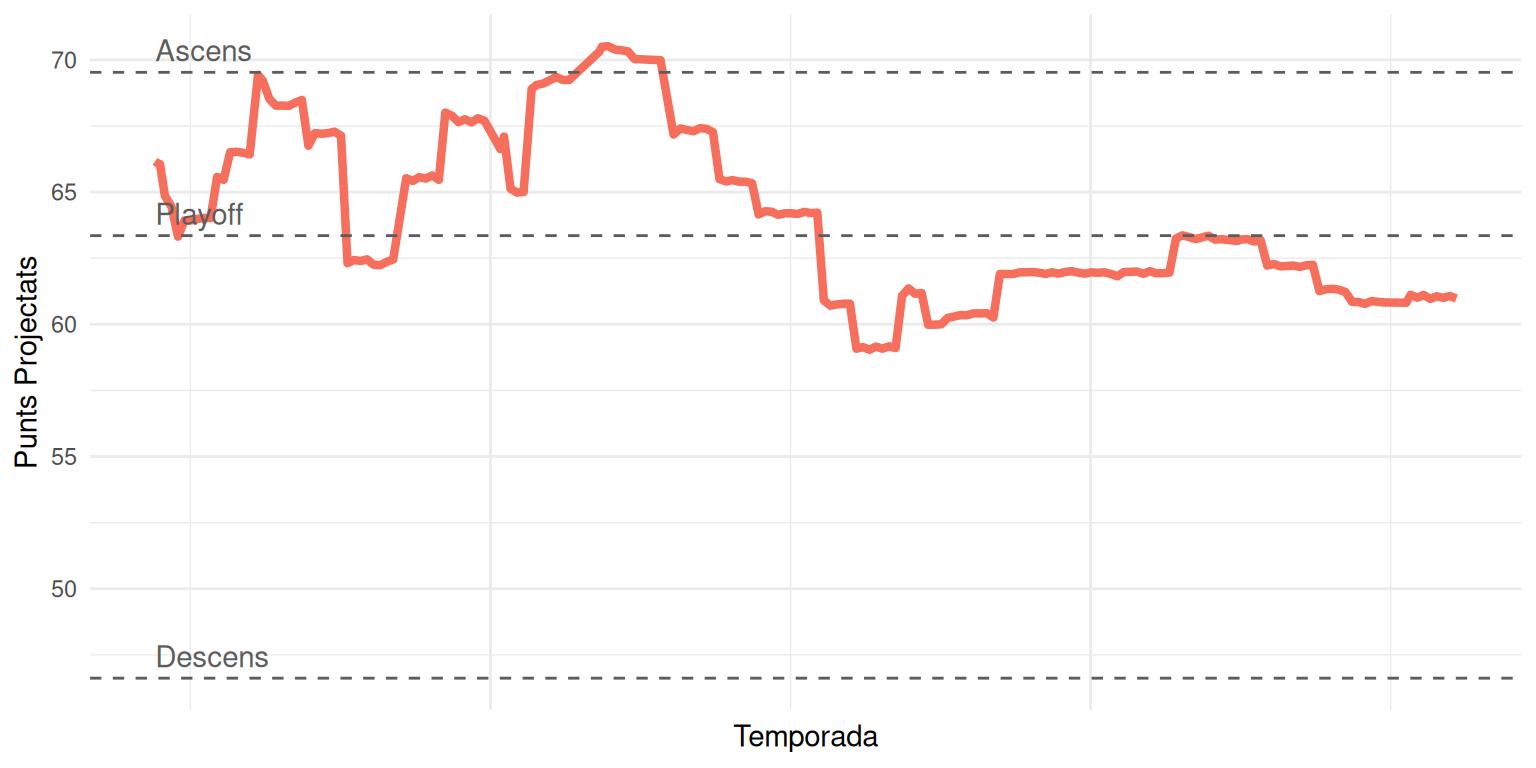 Ascens
70
65
Playoff
60
Punts Projectats
55
50
Descens
Temporada